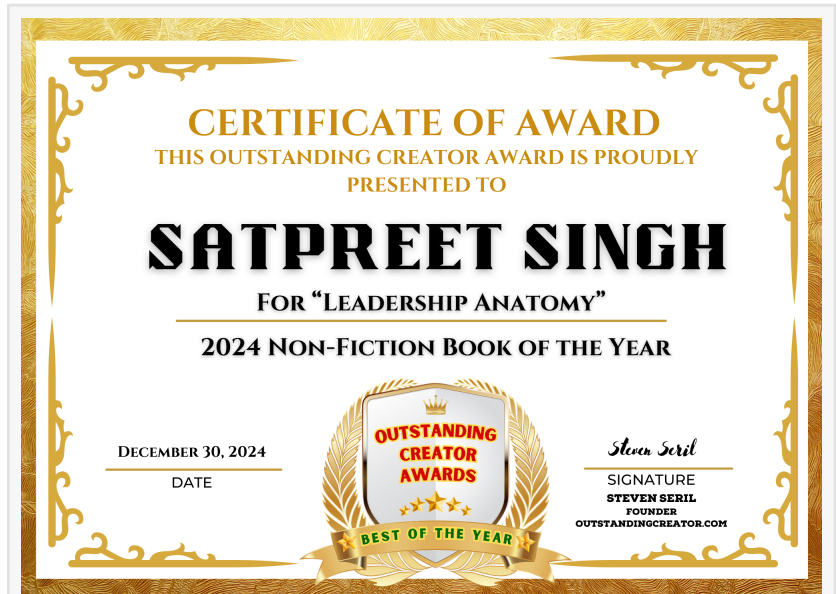 CERTIFICATE OF AWARD
THIS OUTSTANDING CREATOR AWARD IS PROUDLY
PRESENTED TO
SATPREET SINGH
FOR “LEADERSHIP ANATOMY”
2024 NON-FICTION BOOK OF THE YEAR
OUTSTANDING
CREATOR
AWARDS
BEST OF THE YEAR
DECEMBER 30, 2024
DATE
Steven Seril
SIGNATURE
STEVEN SERIL
FOUNDER
OUTSTANDINGCREATOR.COM